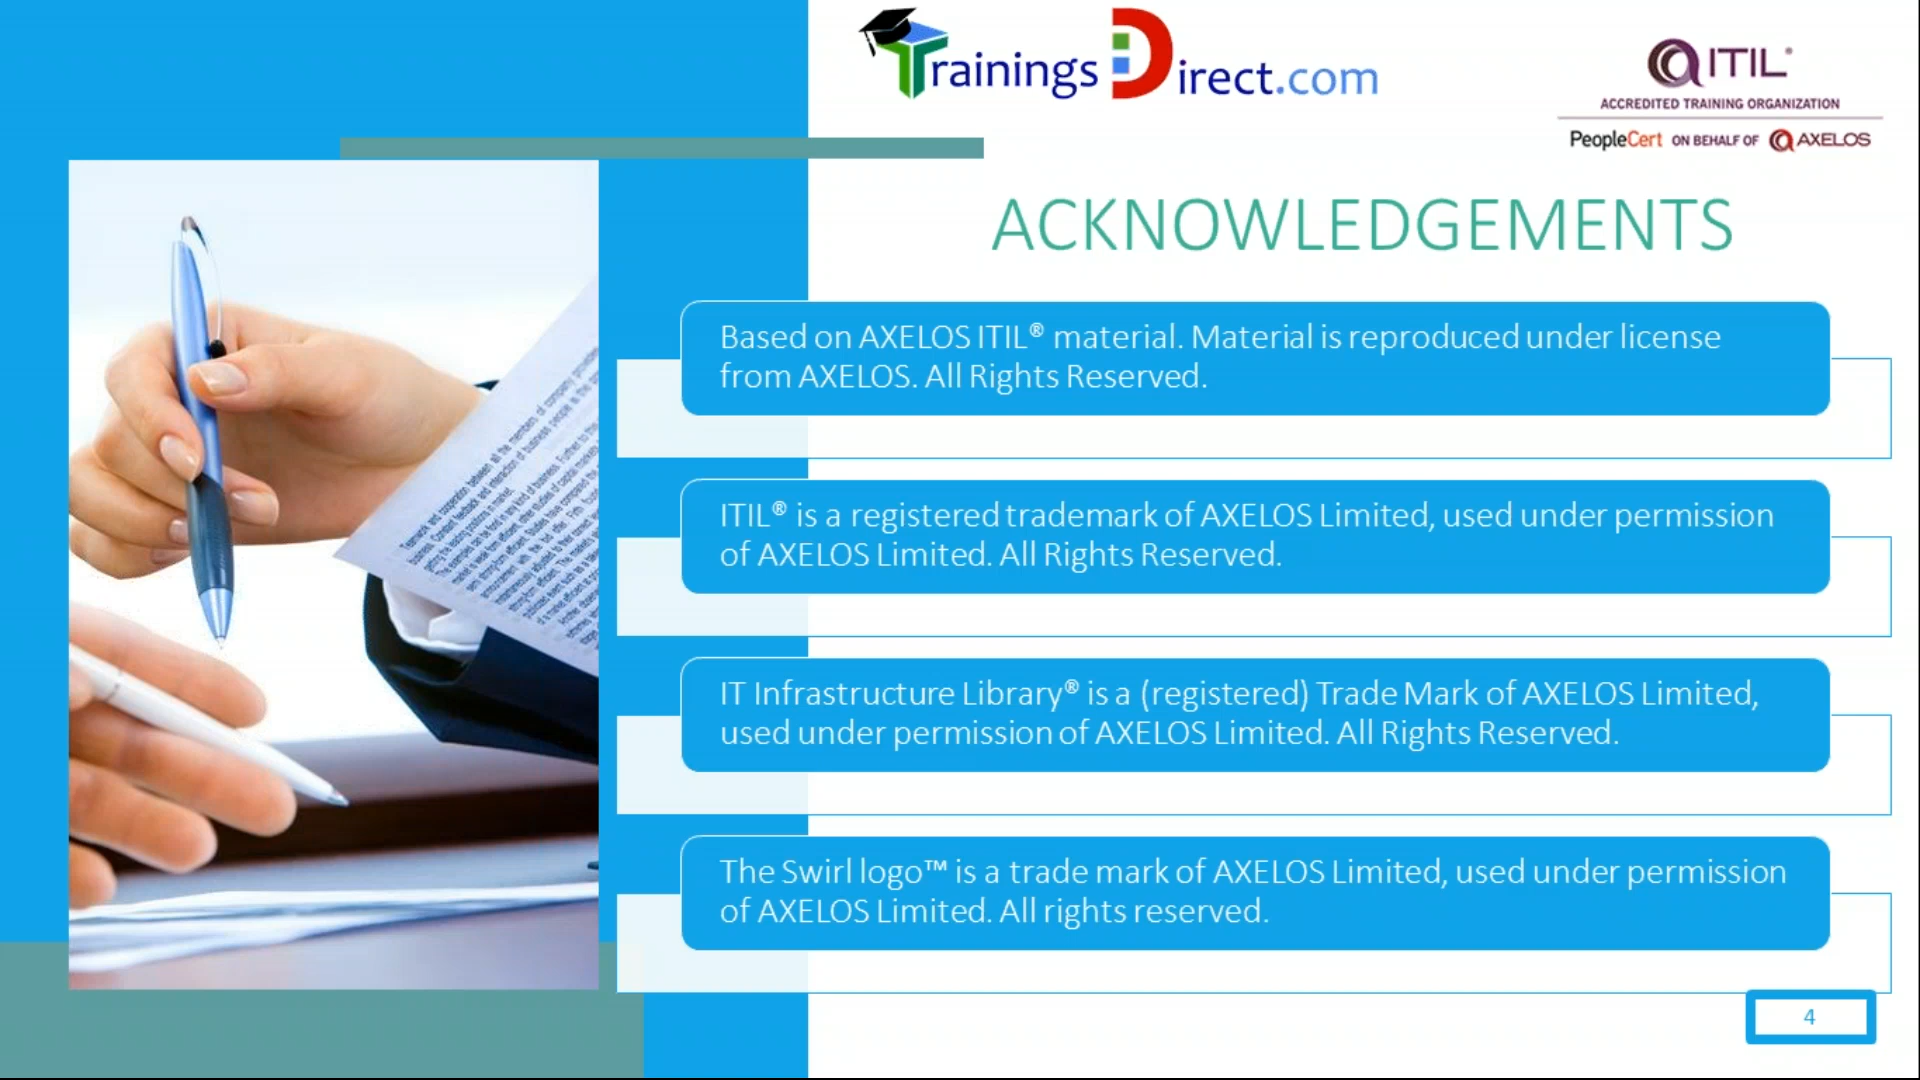 TrainingsDirect.com
ITIL®
ACCREDITED TRAINING ORGANIZATION
PeopleCert ON BEHALF OF AXELOS
ACKNOWLEDGEMENTS
Based on AXELOS ITIL® material. Material is reproduced under license
from AXELOS. All Rights Reserved.
ITIL® is a registered trademark of AXELOS Limited, used under permission
of AXELOS Limited. All Rights Reserved.
IT Infrastructure Library® is a (registered) Trade Mark of AXELOS Limited,
used under permission of AXELOS Limited. All Rights Reserved.
The Swirl logo™ is a trade mark of AXELOS Limited, used under permission
of AXELOS Limited. All rights reserved.
4